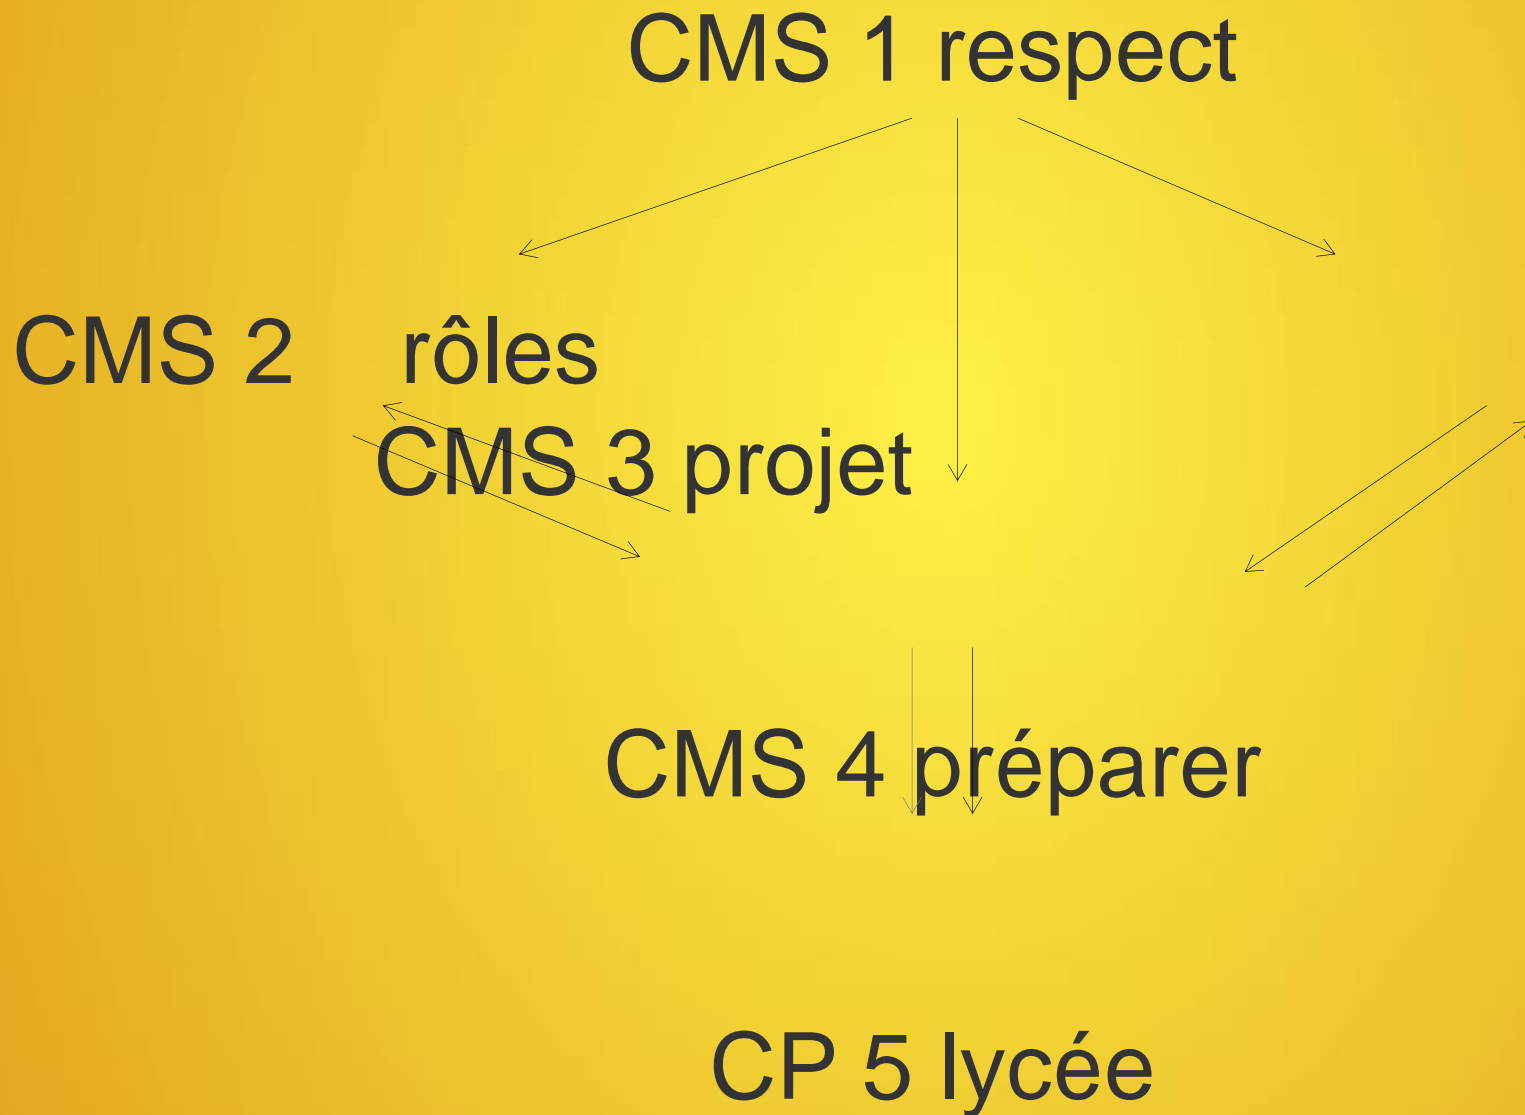 CMS 1 respect
CMS 2 rôles
CMS 3 projet
CMS 4 préparer
CP 5 lycée